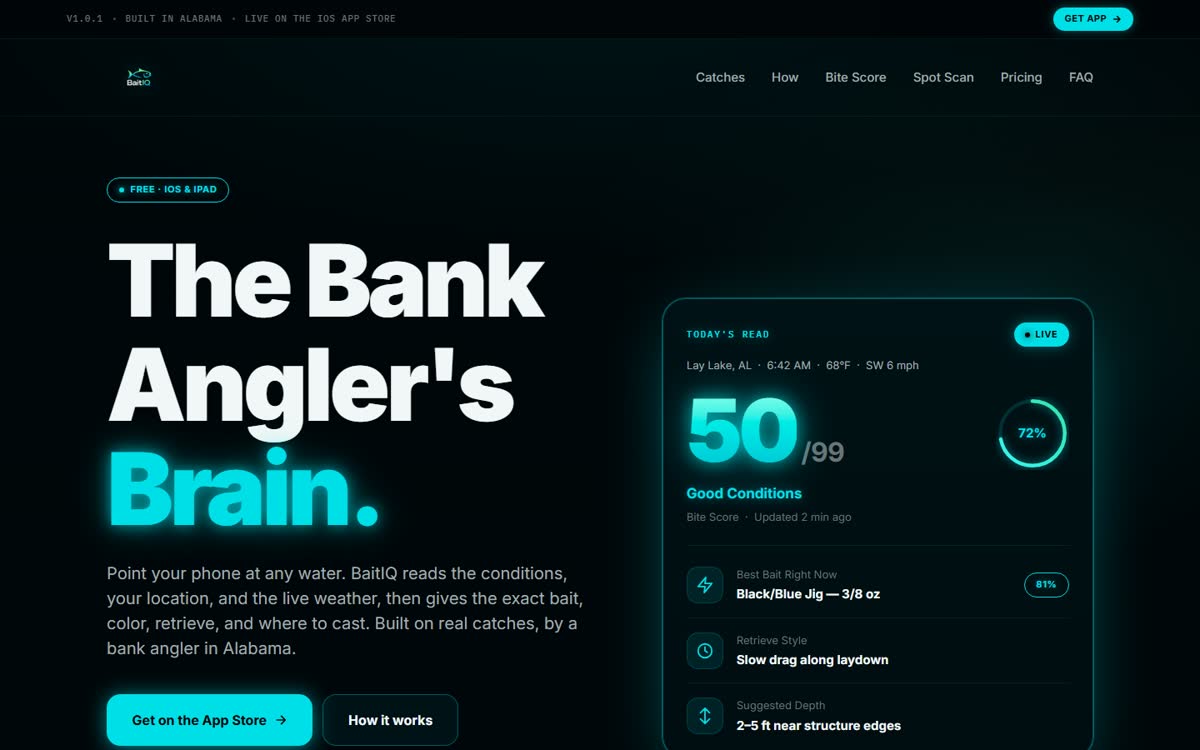 V1.0.1 · BUILT IN ALABAMA · LIVE ON THE IOS APP STORE
GET APP →
BaitIQ
Catches How Bite Score Spot Scan Pricing FAQ
FREE · IOS & IPAD
The Bank
Angler's
Brain.
Point your phone at any water. BaitIQ reads the conditions,
your location, and the live weather, then gives the exact bait,
color, retrieve, and where to cast. Built on real catches, by a
bank angler in Alabama.
Get on the App Store →
How it works
TODAY'S READ
LIVE
Lay Lake, AL · 6:42 AM · 68°F · SW 6 mph
50/99
72%
Good Conditions
Bite Score · Updated 2 min ago
Best Bait Right Now
Black/Blue Jig — 3/8 oz
81%
Retrieve Style
Slow drag along laydown
Suggested Depth
2–5 ft near structure edges